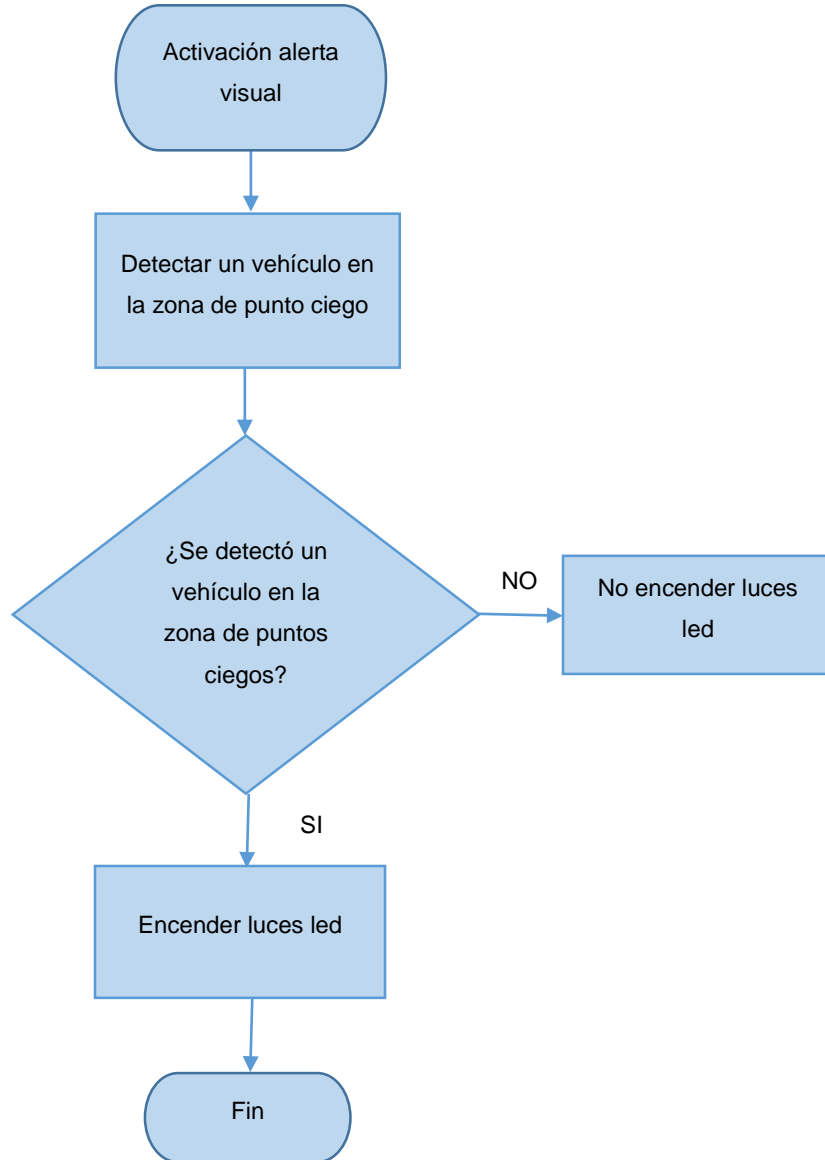 Activación alerta
visual
Detectar un vehículo en
la zona de punto ciego
¿Se detectó un
vehículo en la
zona de puntos
ciegos?
NO
No encender luces
led
SI
Encender luces led
Fin